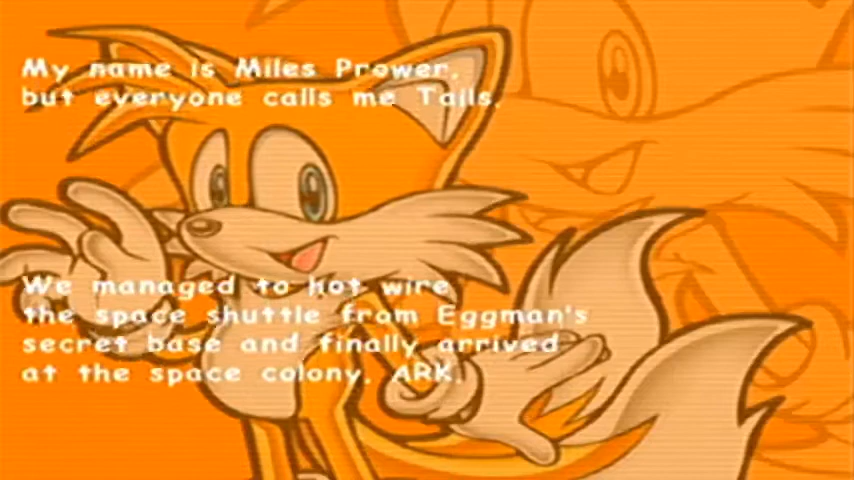 My name is Miles Prower,
but everyone calls me Tails.
We managed to hot wire
the space shuttle from Eggman's
secret base and finally arrived
at the space colony, ARK.